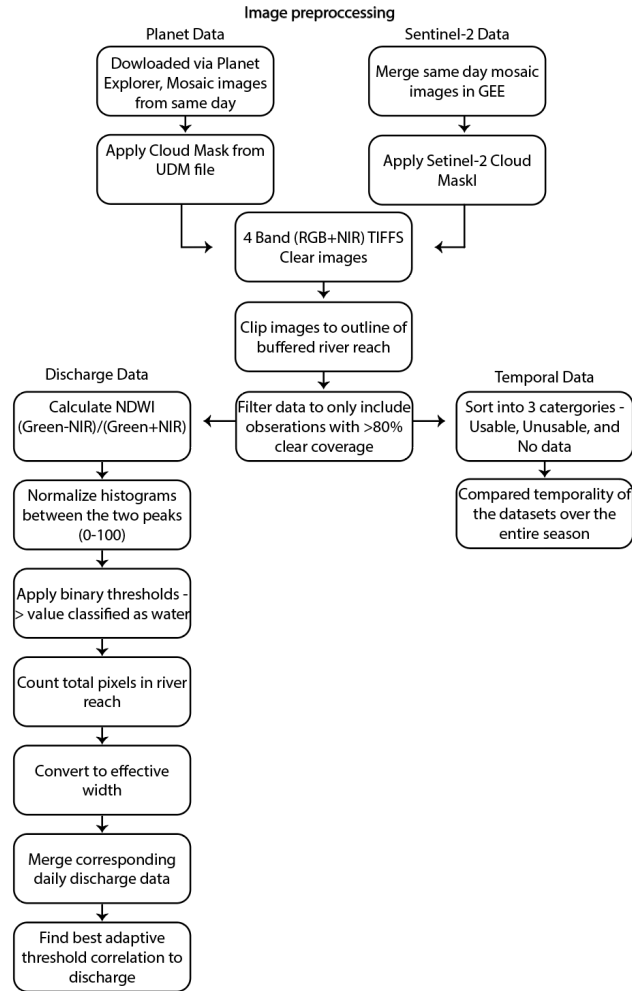 Image preproccessing
Planet Data
Dowloaded via Planet
Explorer, Mosaic images
from same day
Apply Cloud Mask from
UDM file
Sentinel-2 Data
Merge same day mosaic
images in GEE
Apply Setinel-2 Cloud
MaskI
4 Band (RGB+NIR) TIFFS
Clear images
Clip images to outline of
buffered river reach
Filter data to only include
obserations with >80%
clear coverage
Discharge Data
Calculate NDWI
(Green-NIR)/(Green+NIR)
Normalize histograms
between the two peaks
(0-100)
Apply binary thresholds -
> value classified as water
Count total pixels in river
reach
Convert to effective
width
Merge corresponding
daily discharge data
Find best adaptive
threshold correlation to
discharge
Temporal Data
Sort into 3 catergories -
Usable, Unusable, and
No data
Compared temporality of
the datasets over the
entire season